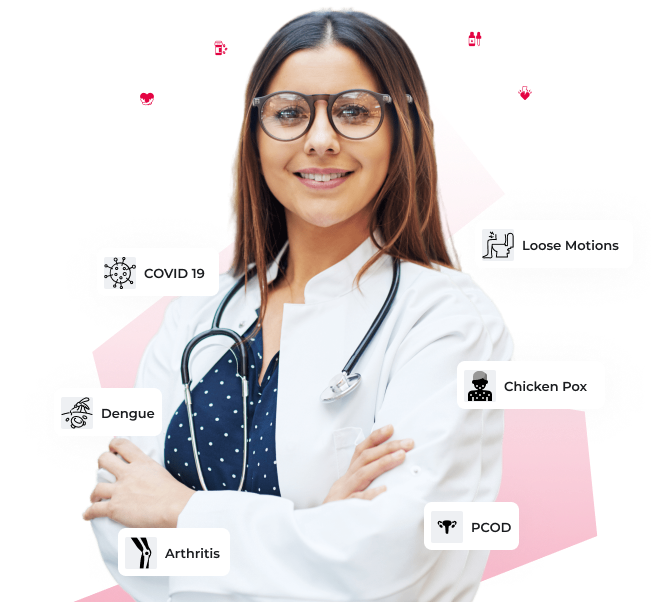 Loose Motions
COVID 19
Chicken Pox
Dengue
PCOD
Arthritis